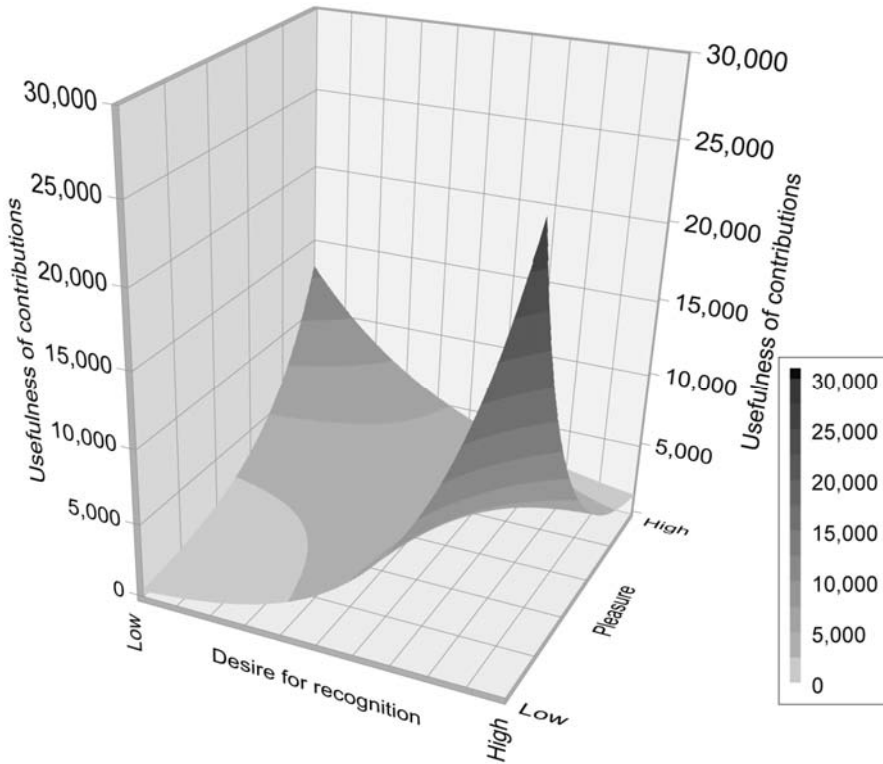 30,000
25,000
20,000
15,000
10,000
5,000
0
Usefulness of contributions
Low
Desire for recognition
High
Low
Pleasure
High
30,000
25,000
20,000
15,000
10,000
5,000
Usefulness of contributions
30,000
25,000
20,000
15,000
10,000
5,000
0